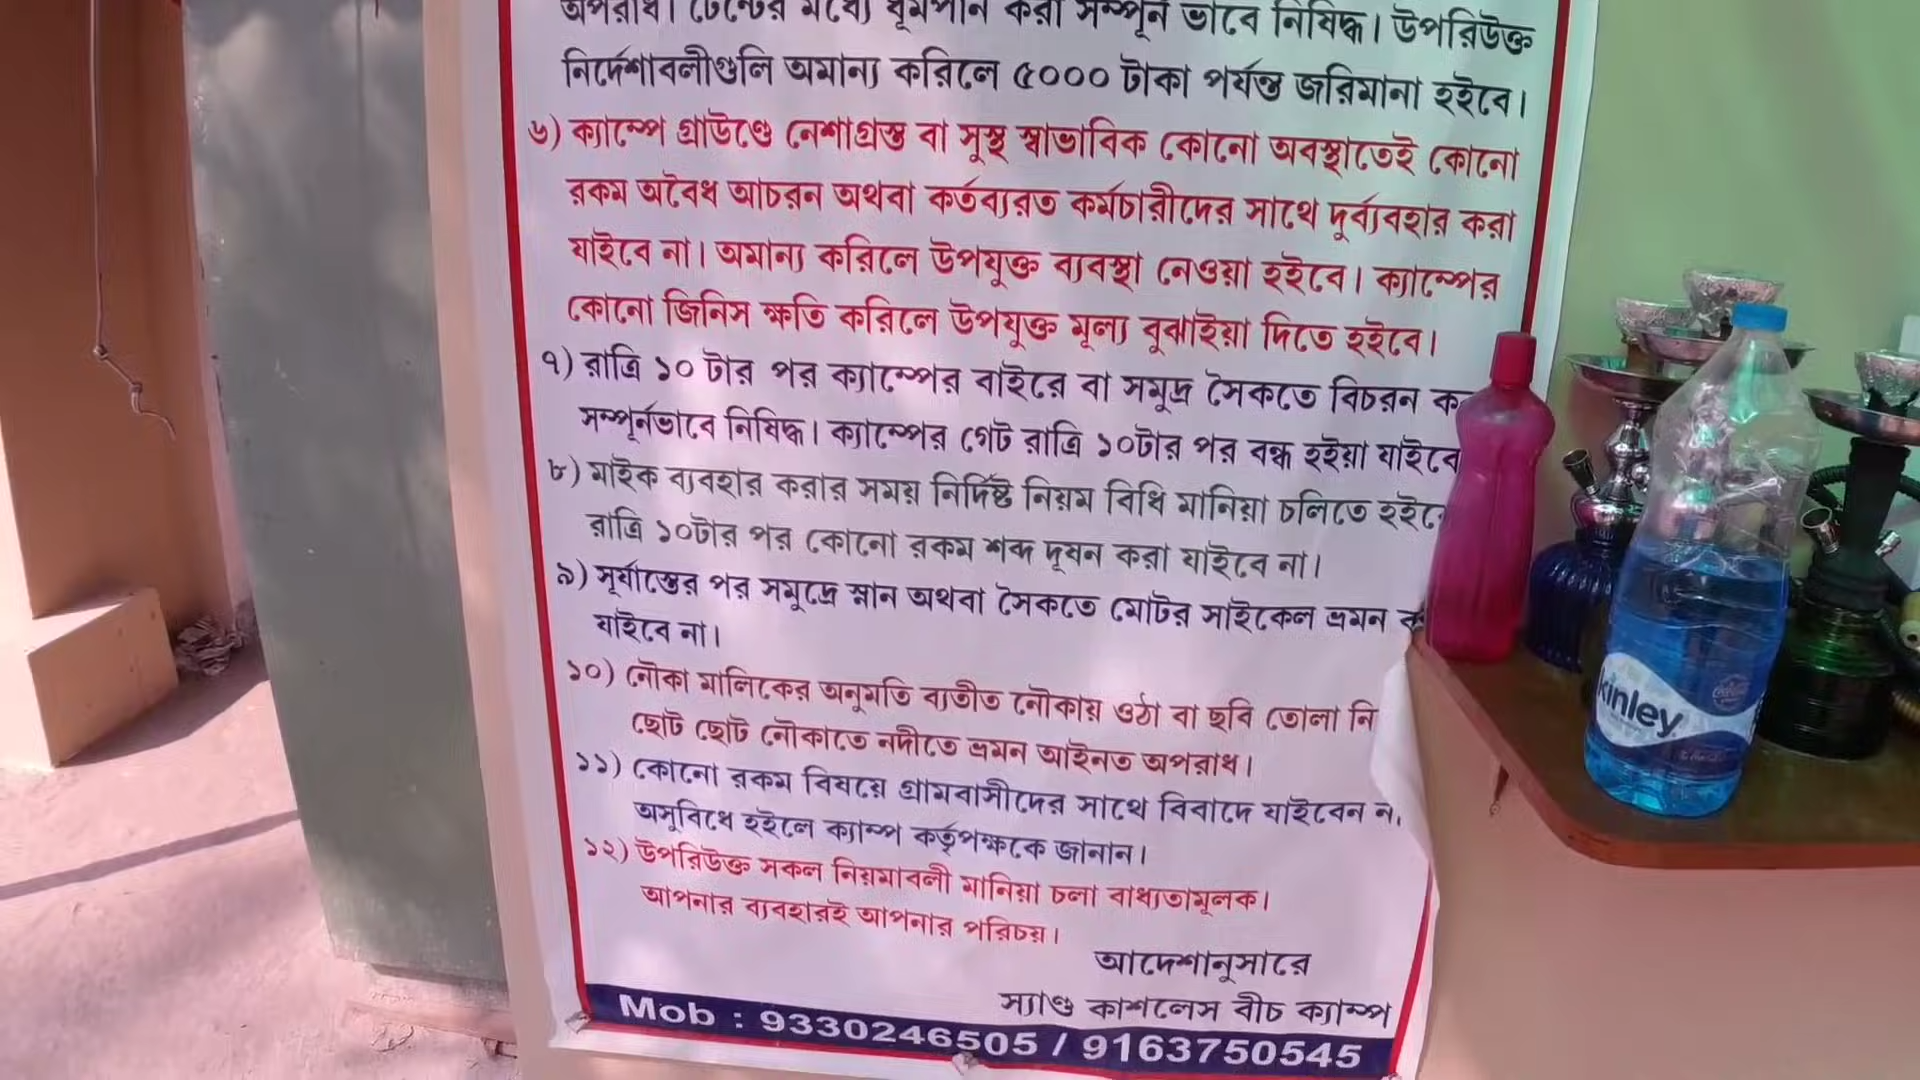 অপরাধ। টেন্টের মধ্যে ধূমপান করা সম্পূর্ন ভাবে নিষিদ্ধ। উপরিউক্ত
নির্দেশাবলীগুলি অমান্য করিলে ৫০০০ টাকা পর্যন্ত জরিমানা হইবে।
৬) ক্যাম্পে গ্রাউণ্ডে নেশাগ্রস্ত বা সুস্থ স্বাভাবিক কোনো অবস্থাতেই কোনো
রকম অবৈধ আচরন অথবা কর্তব্যরত কর্মচারীদের সাথে দুর্ব্যবহার করা
যাইবে না। অমান্য করিলে উপযুক্ত ব্যবস্থা নেওয়া হইবে। ক্যাম্পের
কোনো জিনিস ক্ষতি করিলে উপযুক্ত মূল্য বুঝাইয়া দিতে হইবে।
৭) রাত্রি ১০ টার পর ক্যাম্পের বাইরে বা সমুদ্র সৈকতে বিচরন
সম্পূর্নভাবে নিষিদ্ধ। ক্যাম্পের গেট রাত্রি ১০টার পর বন্ধ হইয়া যাইবে
৮) মাইক ব্যবহার করার সময় নির্দিষ্ট নিয়ম বিধি মানিয়া চলিতে
রাত্রি ১০টার পর কোনো রকম শব্দ দূষন করা যাইবে না।
৯) সূর্যাস্তের পর সমুদ্রে স্নান অথবা সৈকতে মোটর সাইকেল ভ্রমন
যাইবে না।
১০) নৌকা মালিকের অনুমতি ব্যতীত নৌকায় ওঠা বা ছবি তোলা নি
ছোট ছোট নৌকাতে নদীতে ভ্রমন আইনত অপরাধ।
১১) কোনো রকম বিষয়ে গ্রামবাসীদের সাথে বিবাদে যাইবেন
অসুবিধে হইলে ক্যাম্প কর্তৃপক্ষকে জানান।
১২) উপরিউক্ত সকল নিয়মাবলী মানিয়া চলা বাধ্যতামূলক।
আপনার ব্যবহারই আপনার পরিচয়।
আদেশানুসারে
স্যাণ্ড কাশলেস বীচ ক্যাম্প
Mob : 9330246505 / 9163750545
kinley